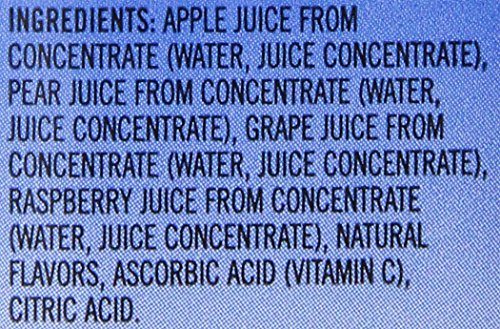 INGREDIENTS: APPLE JUICE FROM
CONCENTRATE (WATER, JUICE CONCENTRATE),
PEAR JUICE FROM CONCENTRATE (WATER,
JUICE CONCENTRATE), GRAPE JUICE FROM
CONCENTRATE (WATER, JUICE CONCENTRATE),
RASPBERRY JUICE FROM CONCENTRATE
(WATER, JUICE CONCENTRATE), NATURAL
FLAVORS, ASCORBIC ACID (VITAMIN C),
CITRIC ACID.